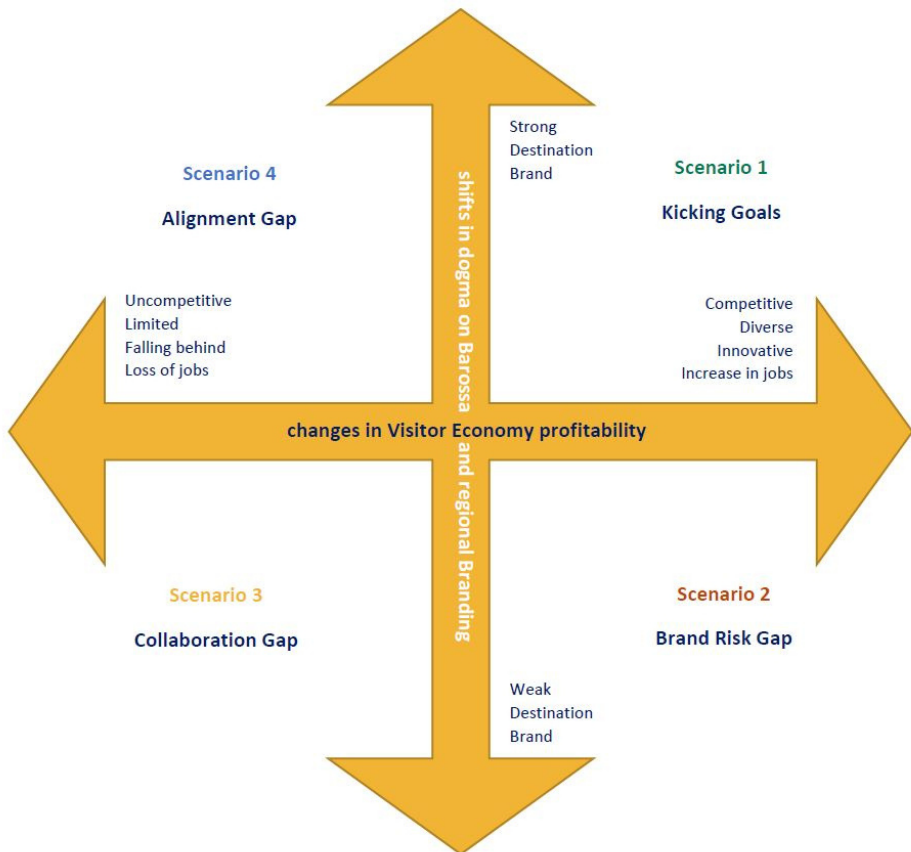 Strong
Destination
Brand
Scenario 4
Alignment Gap
Scenario 1
Kicking Goals
Uncompetitive
Limited
Falling behind
Loss of jobs
Competitive
Diverse
Innovative
Increase in jobs
shifts in dogma on Barossa and regional Branding
changes in Visitor Economy profitability
Scenario 3
Collaboration Gap
Scenario 2
Brand Risk Gap
Weak
Destination
Brand